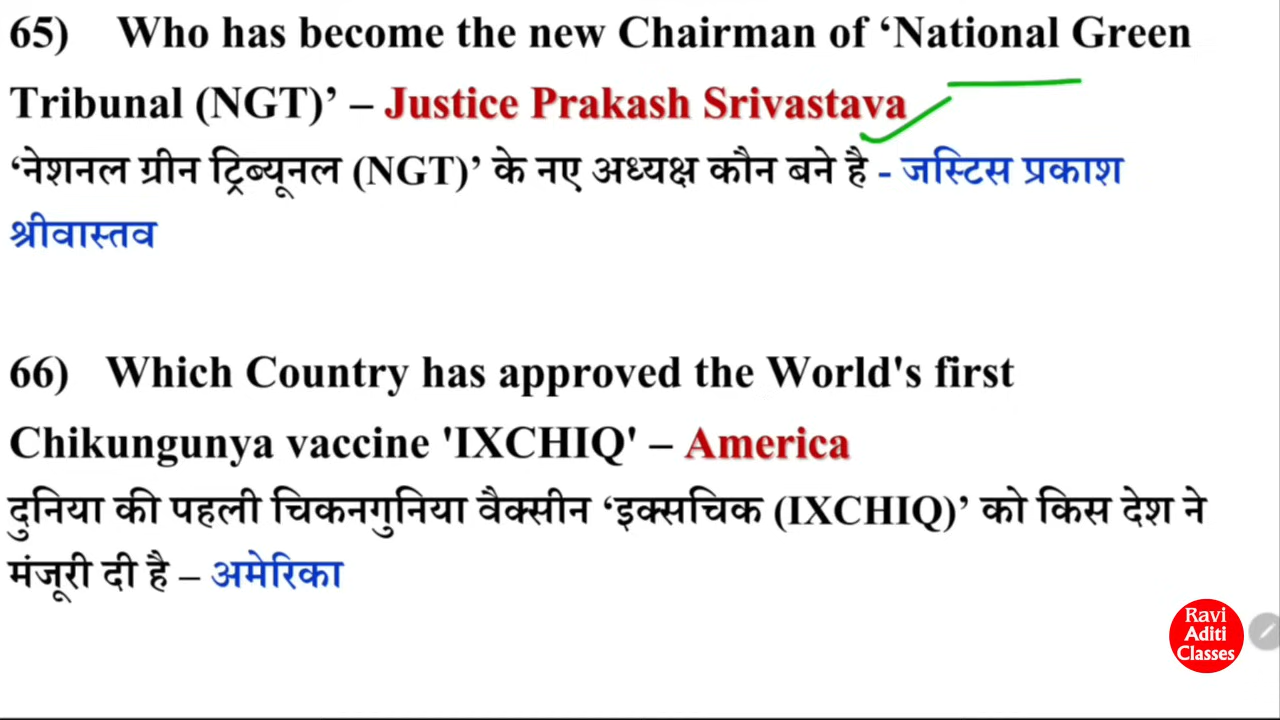 65) Who has become the new Chairman of ‘National Green
Tribunal (NGT)’ – Justice Prakash Srivastava
‘नेशनल ग्रीन ट्रिब्यूनल (NGT)’ के नए अध्यक्ष कौन बने है - जस्टिस प्रकाश
श्रीवास्तव
66) Which Country has approved the World's first
Chikungunya vaccine 'IXCHIQ' – America
दुनिया की पहली चिकनगुनिया वैक्सीन ‘इक्सचिक (IXCHIQ)’ को किस देश ने
मंजूरी दी है – अमेरिका
Ravi
Aditi
Classes